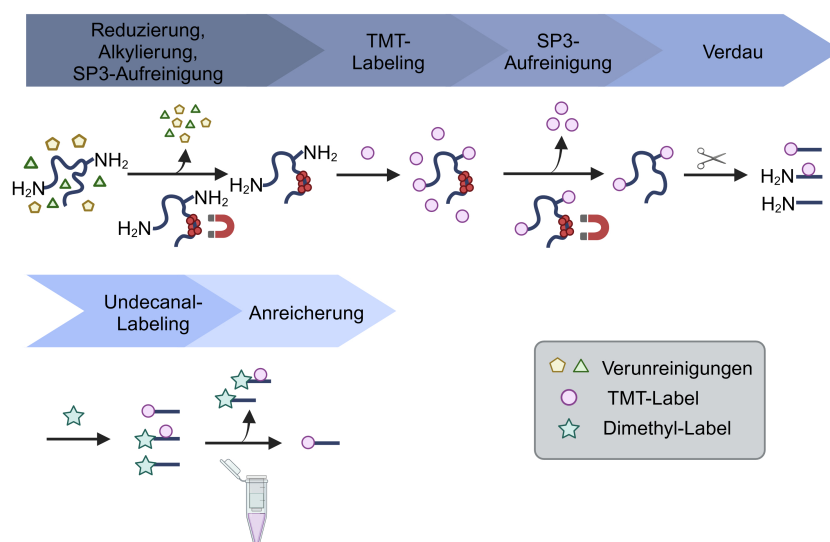 Reduzierung,
Alkylierung,
SP3-Aufreinigung
TMT-
Labeling
SP3-
Aufreinigung
Verdau
NH2
H2N
NH2
H2N
NH2
H2N
H2N
H2N
Undecanal-
Labeling
Anreicherung
Verunreinigungen
TMT-Label
Dimethyl-Label